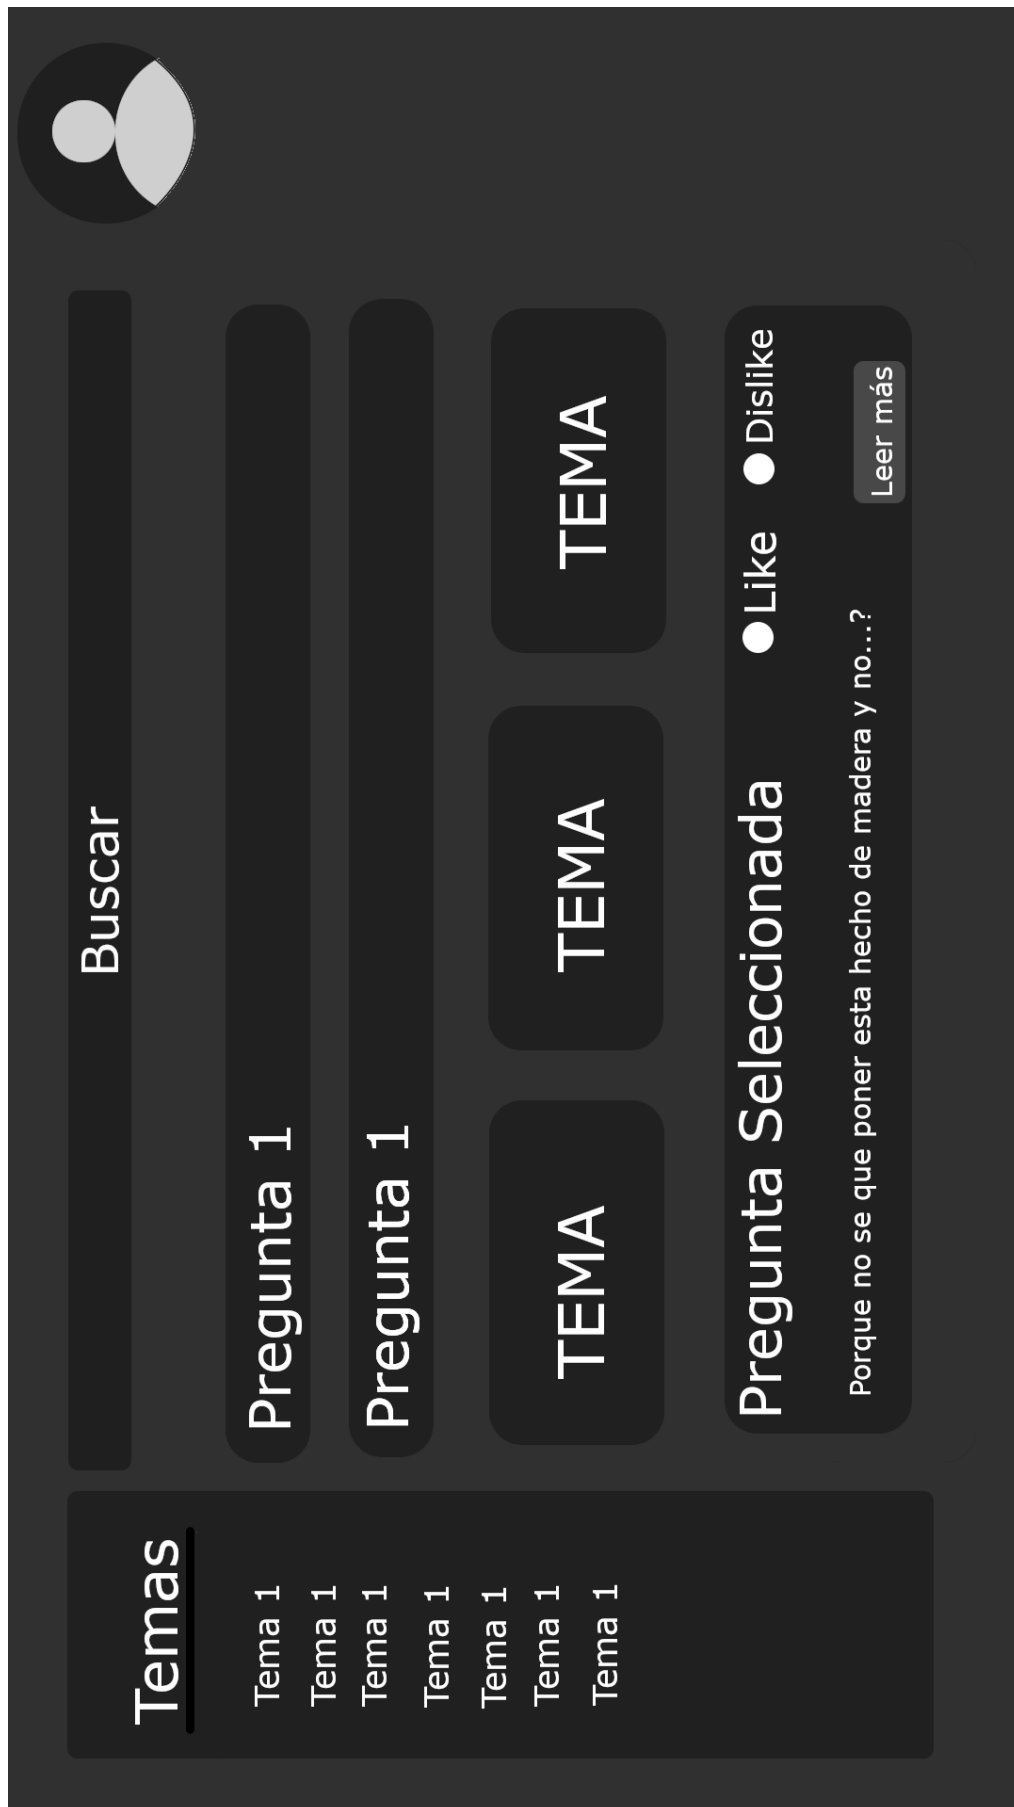 Buscar
Temas
Tema 1
Tema 1
Tema 1
Tema 1
Tema 1
Tema 1
Tema 1
Pregunta 1
Pregunta 1
TEMA
TEMA
TEMA
Pregunta Seleccionada
Like
Dislike
Porque no se que poner esta hecho de madera y no...?
Leer más